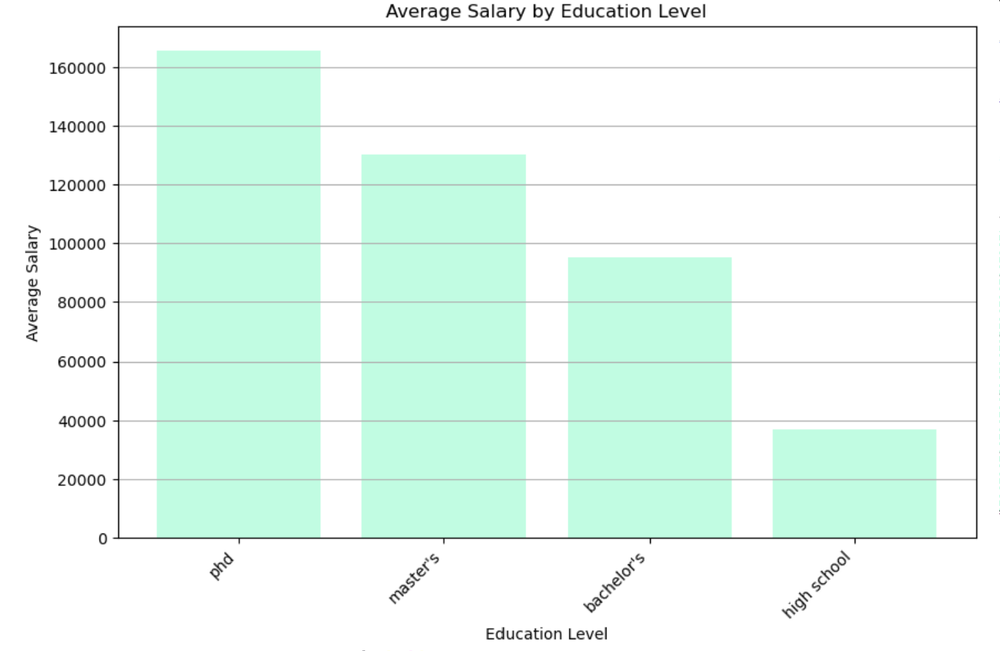 Average Salary by Education Level
160000
140000
120000
100000
80000
60000
40000
20000
0
Average Salary
phd
master's
bachelor's
high school
Education Level